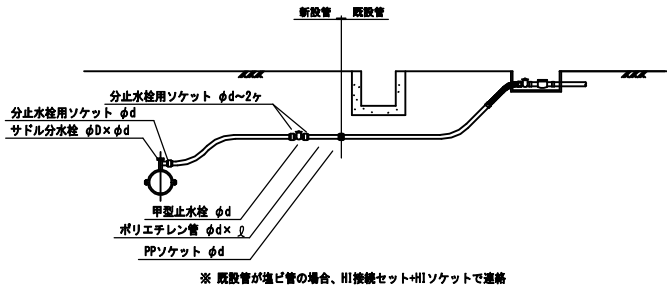 新設管 既設管
分止水栓用ソケット φd~2ヶ
分止水栓用ソケット φd
サドル分水栓 φD×φd
甲型止水栓 φd
ポリエチレン管 φd× ℓ
PPソケット φd
※ 既設管が塩ビ管の場合、HI接続セット+HIソケットで連絡